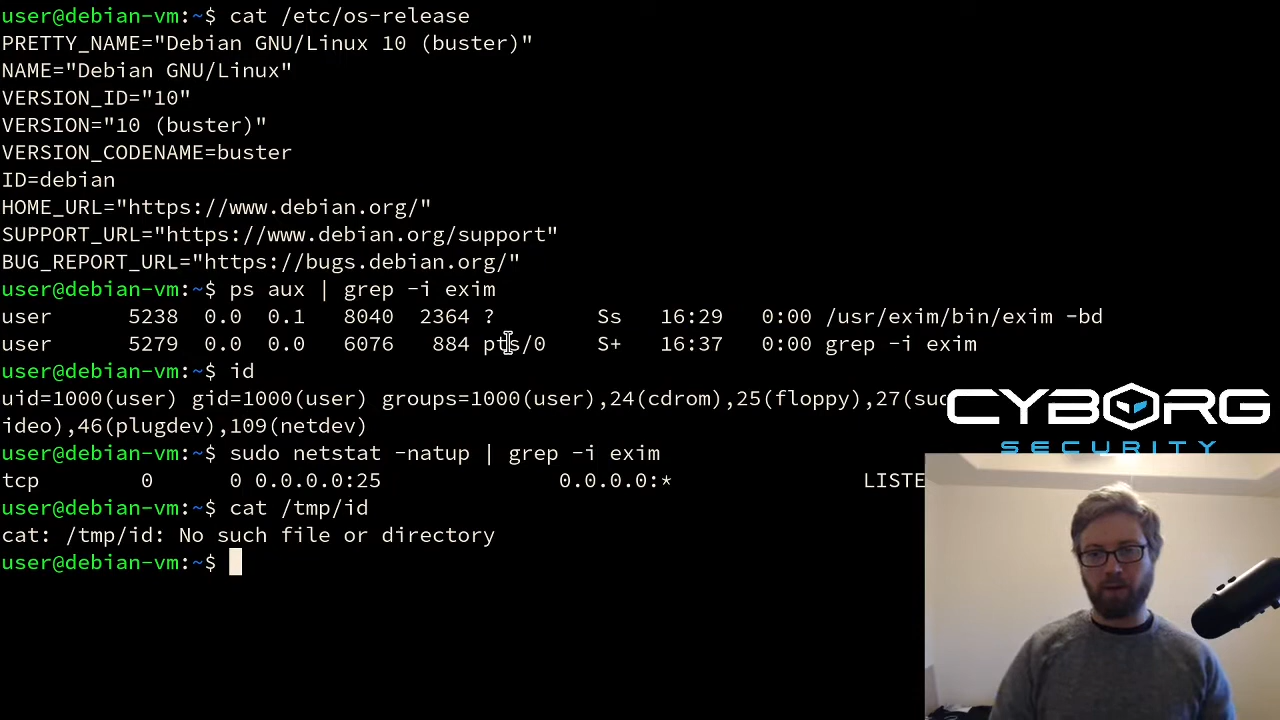 user@debian-vm:~$ cat /etc/os-release
PRETTY_NAME="Debian GNU/Linux 10 (buster)"
NAME="Debian GNU/Linux"
VERSION_ID="10"
VERSION="10 (buster)"
VERSION_CODENAME=buster
ID=debian
HOME_URL="https://www.debian.org/"
SUPPORT_URL="https://www.debian.org/support"
BUG_REPORT_URL="https://bugs.debian.org/"
user@debian-vm:~$ ps aux | grep -i exim
user 5238 0.0 0.1 8040 2364 ? Ss 16:29 0:00 /usr/exim/bin/exim -bd
user 5279 0.0 0.0 6076 884 pts/0 S+ 16:37 0:00 grep -i exim
user@debian-vm:~$ id
uid=1000(user) gid=1000(user) groups=1000(user),24(cdrom),25(floppy),27(sud
ideo),46(plugdev),109(netdev)
user@debian-vm:~$ sudo netstat -natup | grep -i exim
tcp 0 0 0.0.0.0:25 0.0.0.0:* LISTE
user@debian-vm:~$ cat /tmp/id
cat: /tmp/id: No such file or directory
user@debian-vm:~$
CYBORG
SECURITY